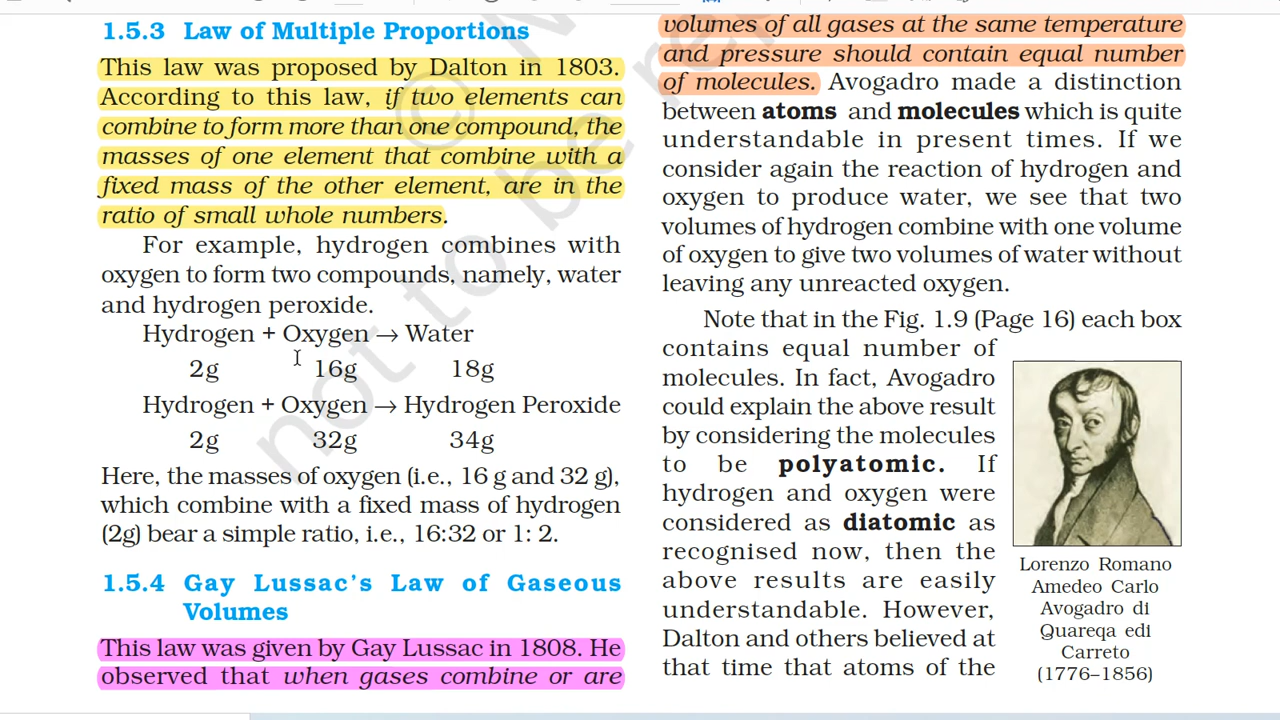 1.5.3 Law of Multiple Proportions
This law was proposed by Dalton in 1803.
According to this law, if two elements can
combine to form more than one compound, the
masses of one element that combine with a
fixed mass of the other element, are in the
ratio of small whole numbers.
For example, hydrogen combines with
oxygen to form two compounds, namely, water
and hydrogen peroxide.
Hydrogen + Oxygen → Water
2g 16g 18g
Hydrogen + Oxygen → Hydrogen Peroxide
2g 32g 34g
Here, the masses of oxygen (i.e., 16 g and 32 g),
which combine with a fixed mass of hydrogen
(2g) bear a simple ratio, i.e., 16:32 or 1: 2.
1.5.4 Gay Lussac's Law of Gaseous
Volumes
This law was given by Gay Lussac in 1808. He
observed that when gases combine or are
volumes of all gases at the same temperature
and pressure should contain equal number
of molecules. Avogadro made a distinction
between atoms and molecules which is quite
understandable in present times. If we
consider again the reaction of hydrogen and
oxygen to produce water, we see that two
volumes of hydrogen combine with one volume
of oxygen to give two volumes of water without
leaving any unreacted oxygen.
Note that in the Fig. 1.9 (Page 16) each box
contains equal number of
molecules. In fact, Avogadro
could explain the above result
by considering the molecules
to be polyatomic. If
hydrogen and oxygen were
considered as diatomic as
recognised now, then the
above results are easily
understandable. However,
Dalton and others believed at
that time that atoms of the
Lorenzo Romano
Amedeo Carlo
Avogadro di
Quareqa edi
Carreto
(1776–1856)
not to be re